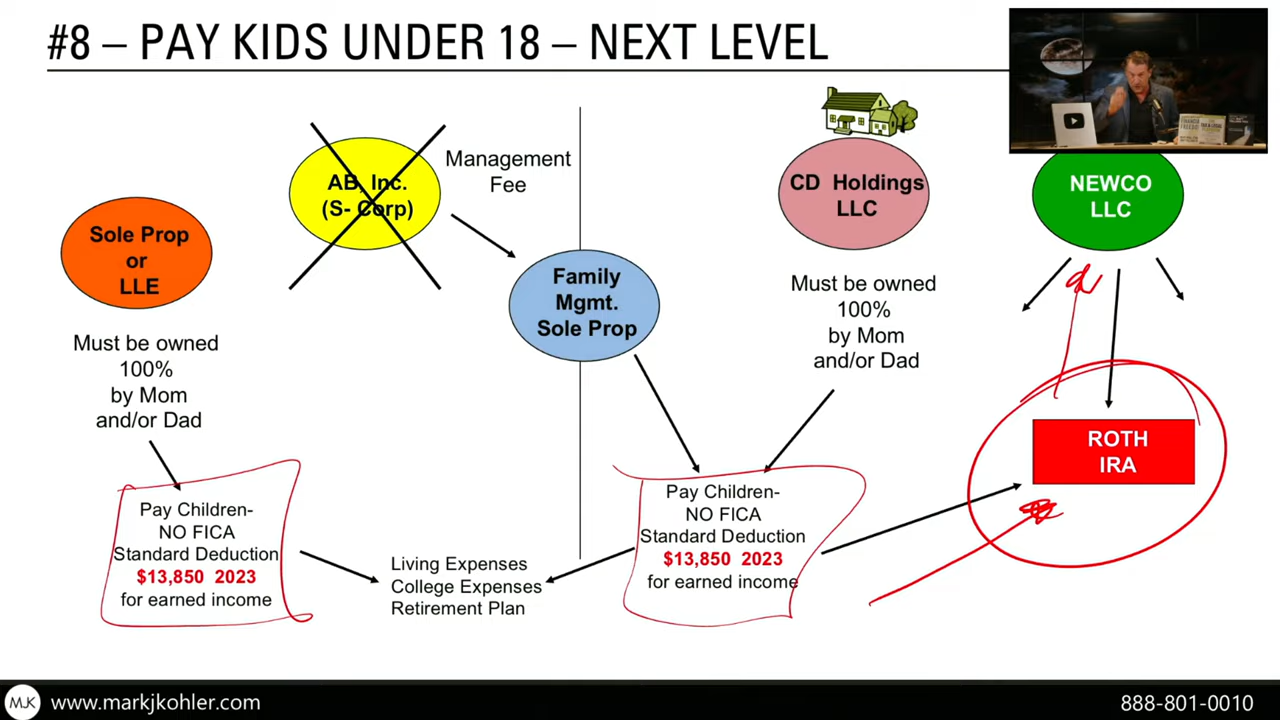 #8 – PAY KIDS UNDER 18 – NEXT LEVEL
Sole Prop
or
LLE
Must be owned
100%
by Mom
and/or Dad
Pay Children-
NO FICA
Standard Deduction
$13,850 2023
for earned income
AB, Inc.
(S- Corp)
Management
Fee
Family
Mgmt.
Sole Prop
Living Expenses
College Expenses
Retirement Plan
CD Holdings
LLC
Must be owned
100%
by Mom
and/or Dad
Pay Children-
NO FICA
Standard Deduction
$13,850 2023
for earned income
NEWCO
LLC
ROTH
IRA
MJK www.markjkohler.com
888-801-0010